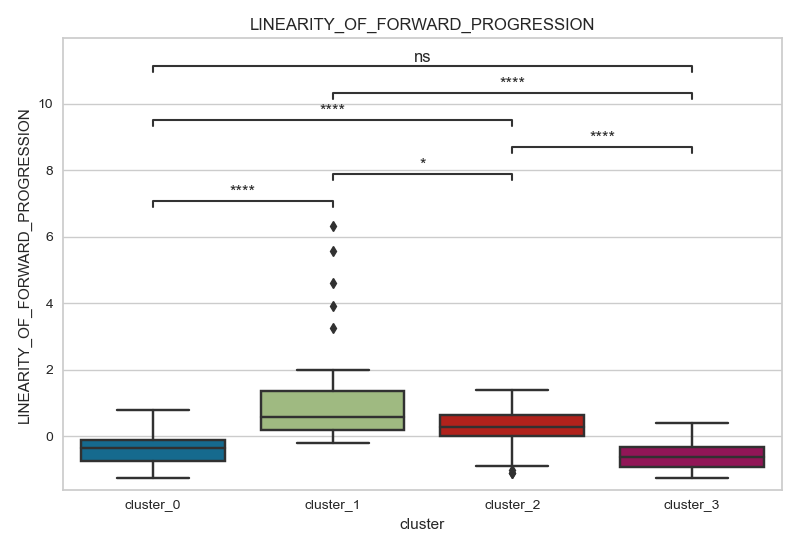 LINEARITY_OF_FORWARD_PROGRESSION
ns
****
****
****
*
****
LINEARITY_OF_FORWARD_PROGRESSION
10
8
6
4
2
0
cluster_0
cluster_1
cluster_2
cluster_3
cluster